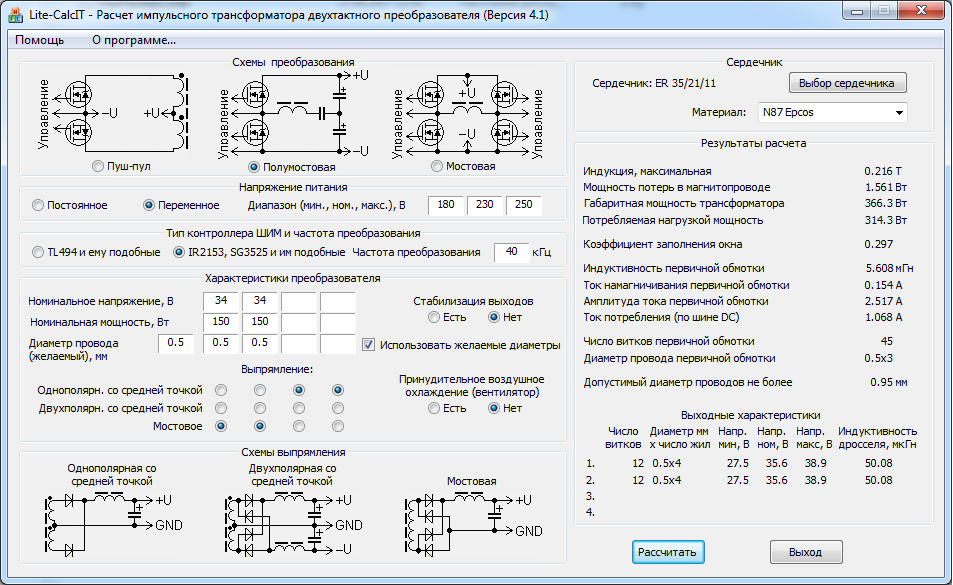 Lite-CalcIT - Расчет импульсного трансформатора двухтактного преобразователя (Версия 4.1)
Помощь О программе...
Схемы преобразования
Управление -U +U
Управление +U -U
Управление +U -U Управление
Пуш-пул Полумостовая Мостовая
Напряжение питания
Постоянное Переменное Диапазон (мин., ном., макс.), В 180 230 250
Тип контроллера ШИМ и частота преобразования
TL494 и ему подобные IR2153, SG3525 и им подобные Частота преобразования 40 кГц
Характеристики преобразователя
Номинальное напряжение, В 34 34
Номинальная мощность, Вт 150 150
Диаметр провода (желаемый), мм 0.5 0.5 0.5
Стабилизация выходов
Есть Нет
Использовать желаемые диаметры
Выпрямление:
Однополярн. со средней точкой
Двухполярн. со средней точкой
Мостовое
Принудительное воздушное
охлаждение (вентилятор)
Есть Нет
Схемы выпрямления
Однополярная со
средней точкой
+U
GND
Двухполярная со
средней точкой
+U
GND
-U
Мостовая
+U
GND
Сердечник
Сердечник: ER 35/21/11 Выбор сердечника
Материал: N87 Epcos
Результаты расчета
Индукция, максимальная 0.216 Т
Мощность потерь в магнитопроводе 1.561 Вт
Габаритная мощность трансформатора 366.3 Вт
Потребляемая нагрузкой мощность 314.3 Вт
Коэффициент заполнения окна 0.297
Индуктивность первичной обмотки 5.608 мГн
Ток намагничивания первичной обмотки 0.154 А
Амплитуда тока первичной обмотки 2.517 А
Ток потребления (по шине DC) 1.068 А
Число витков первичной обмотки 45
Диаметр провода первичной обмотки 0.5x3
Допустимый диаметр проводов не более 0.95 мм
Выходные характеристики
Число Диаметр мм Напр. Напр. Напр. Индуктивность
витков х число жил мин, В ном, В макс, В дросселя, мкГн
1. 12 0.5x4 27.5 35.6 38.9 50.08
2. 12 0.5x4 27.5 35.6 38.9 50.08
3.
4.
Рассчитать Выход